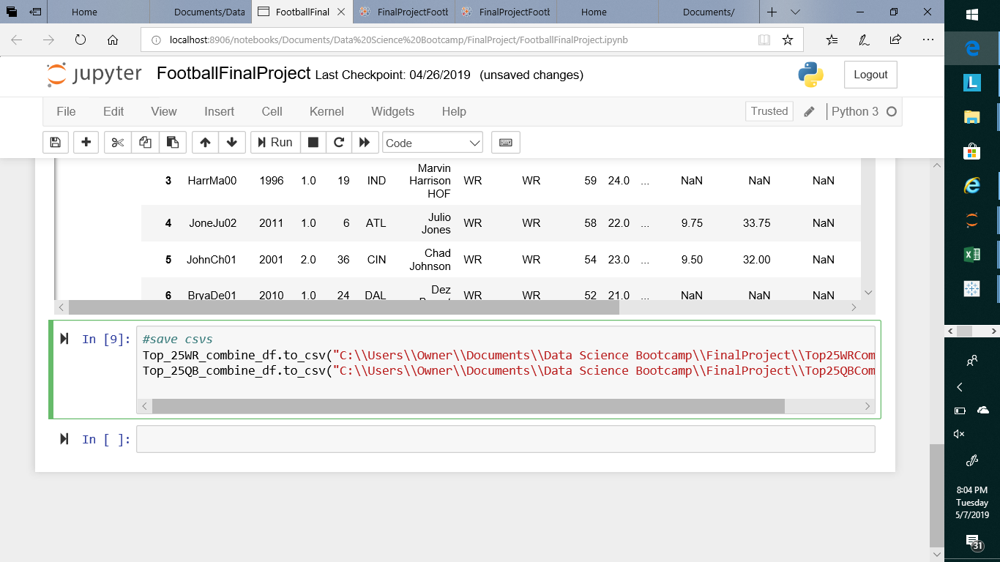 Home Documents/Data FootballFinal FinalProjectFootb FinalProjectFootb Home Documents/
localhost:8906/notebooks/Documents/Data%20Science%20Bootcamp/FinalProject/FootballFinalProject.ipynb
jupyter FootballFinalProject Last Checkpoint: 04/26/2019 (unsaved changes) Logout
File Edit View Insert Cell Kernel Widgets Help Trusted Python 3
Run Code
3 HarrMa00 1996 1.0 19 IND Marvin Harrison HOF WR WR 59 24.0 ... NaN NaN NaN
4 JoneJu02 2011 1.0 6 ATL Julio Jones WR WR 58 22.0 ... 9.75 33.75 NaN
5 JohnCh01 2001 2.0 36 CIN Chad Johnson WR WR 54 23.0 ... 9.50 32.00 NaN
6 BryaDe01 2010 1.0 24 DAL Dez WR WR 52 21.0 ... NaN NaN NaN
In [9]: #save csvs
Top_25WR_combine_df.to_csv("C:\\Users\\Owner\\Documents\\Data Science Bootcamp\\FinalProject\\Top25WRCom
Top_25QB_combine_df.to_csv("C:\\Users\\Owner\\Documents\\Data Science Bootcamp\\FinalProject\\Top25QBCom
In [ ]:
L
8:04 PM
Tuesday
5/7/2019
31